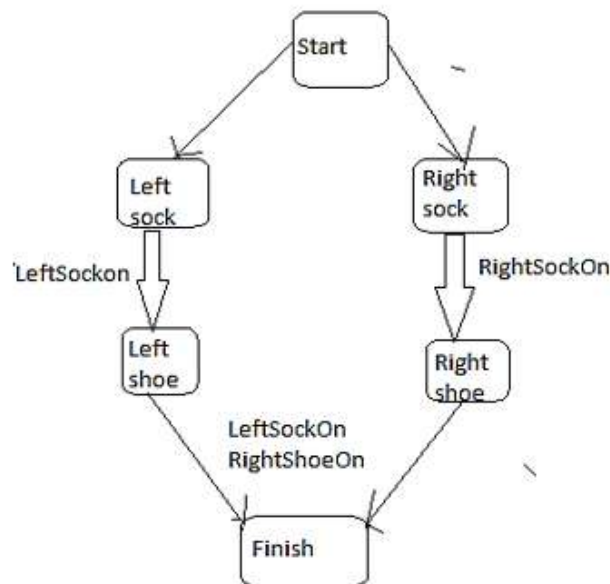 Start
Left
sock
Right
sock
LeftSockon
RightSockOn
Left
shoe
Right
shoe
LeftSockOn
RightShoeOn
Finish